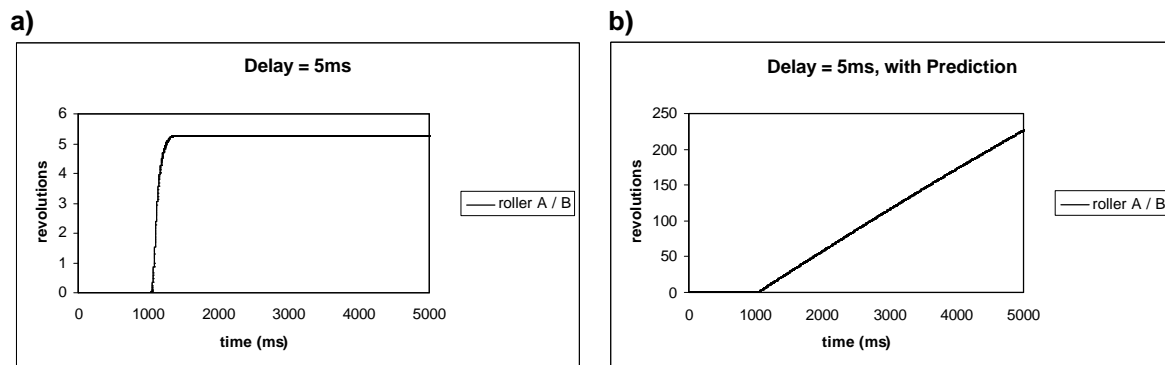 a)
Delay = 5ms
6
5
4
3
2
1
0
revolutions
0 1000 2000 3000 4000 5000
time (ms)
roller A / B
b)
Delay = 5ms, with Prediction
250
200
150
100
50
0
revolutions
0 1000 2000 3000 4000 5000
time (ms)
roller A / B